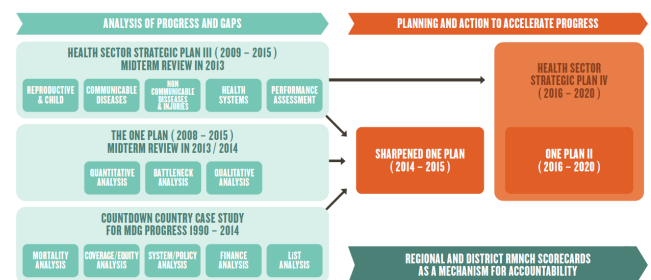 ANALYSIS OF PROGRESS AND GAPS
PLANNING AND ACTION TO ACCELERATE PROGRESS
HEALTH SECTOR STRATEGIC PLAN III ( 2009 – 2015 )
MIDTERM REVIEW IN 2013
REPRODUCTIVE
& CHILD
COMMUNICABLE
DISEASES
NON
COMMUNICABLE
DISEASES
& INJURIES
HEALTH
SYSTEMS
PERFORMANCE
ASSESSMENT
HEALTH SECTOR
STRATEGIC PLAN IV
( 2016 – 2020 )
THE ONE PLAN ( 2008 – 2015 )
MIDTERM REVIEW IN 2013 / 2014
QUANTITATIVE
ANALYSIS
BATTLENECK
ANALYSIS
QUALITATIVE
ANALYSIS
SHARPENED ONE PLAN
( 2014 – 2015 )
ONE PLAN II
( 2016 – 2020 )
COUNTDOWN COUNTRY CASE STUDY
FOR MDG PROGRESS 1990 – 2014
MORTALITY
ANALYSIS
COVERAGE/EQUITY
ANALYSIS
SYSTEM/POLICY
ANALYSIS
FINANCE
ANALYSIS
LIST
ANALYSIS
REGIONAL AND DISTRICT RMNCH SCORECARDS
AS A MECHANISM FOR ACCOUNTABILITY